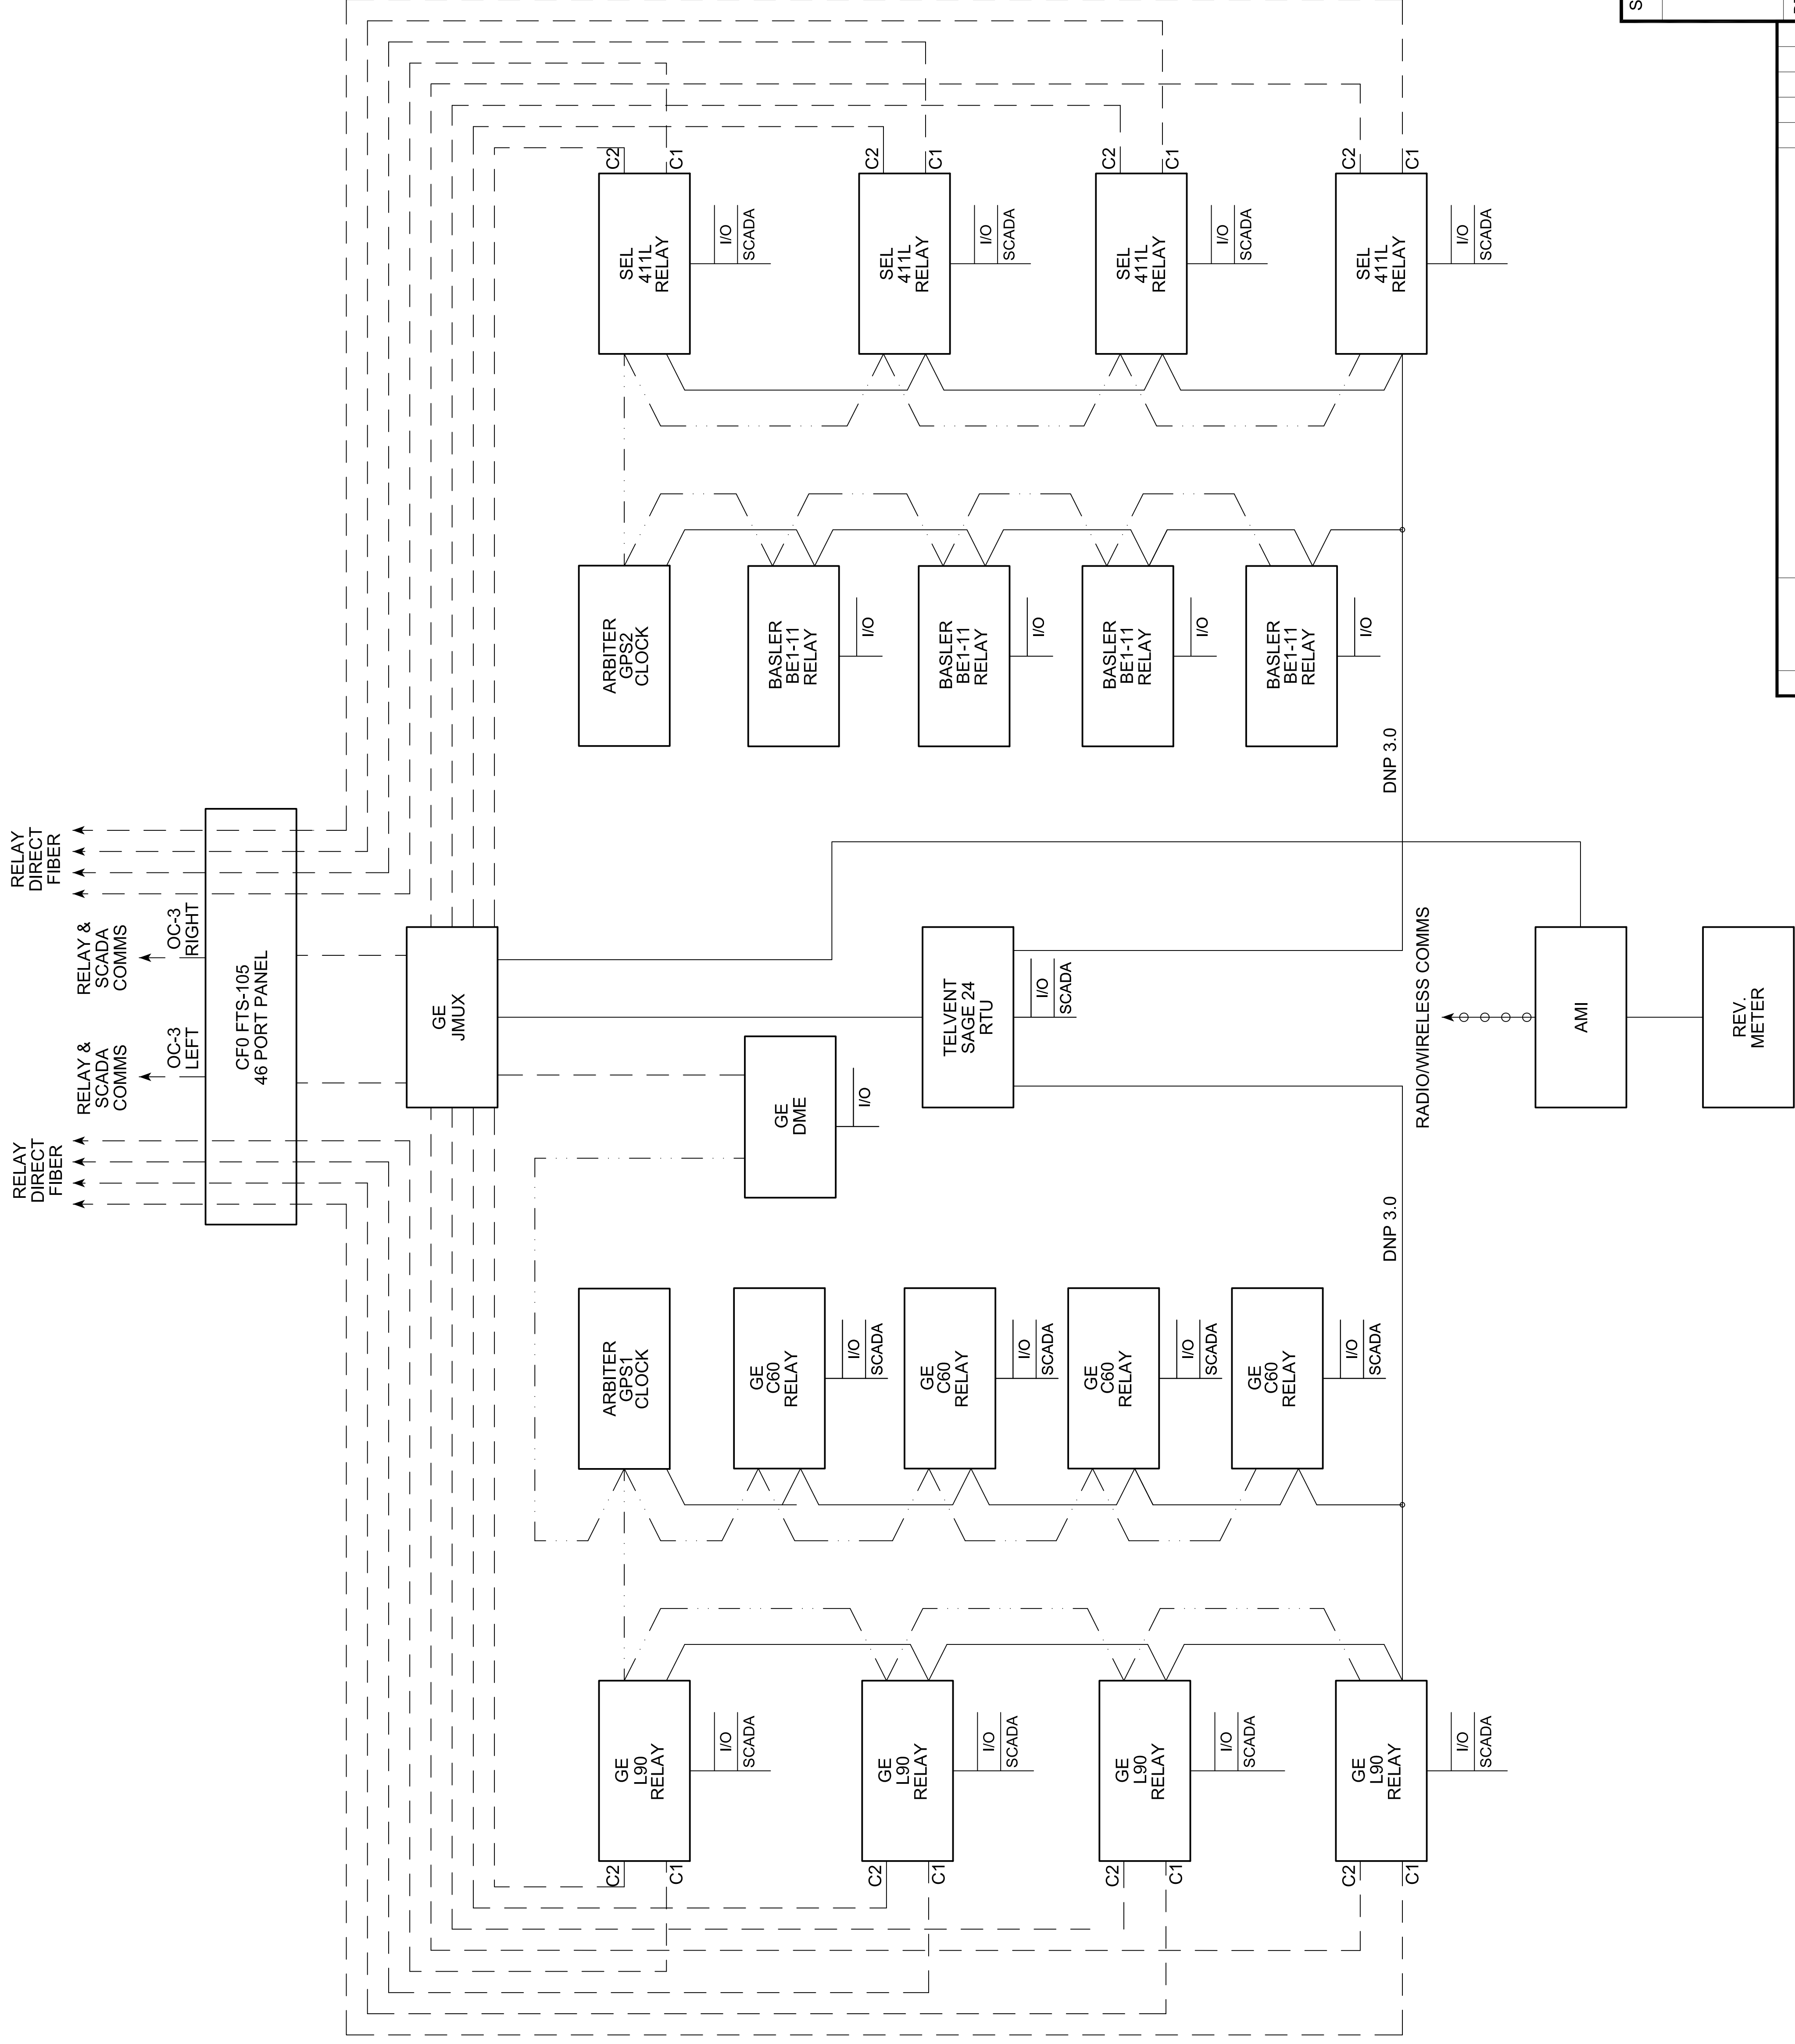 RELAY
DIRECT
FIBER
RELAY &
SCADA
COMMS
OC-3
LEFT
RELAY &
SCADA
COMMS
OC-3
RIGHT
RELAY
DIRECT
FIBER
CF0 FTS-105
46 PORT PANEL
GE
JMUX
C2
C1
GE
L90
RELAY
I/O
SCADA
ARBITER
GPS1
CLOCK
ARBITER
GPS2
CLOCK
SEL
411L
RELAY
C2
C1
I/O
SCADA
GE
C60
RELAY
I/O
SCADA
GE
DME
I/O
BASLER
BE1-11
RELAY
I/O
C2
C1
GE
L90
RELAY
I/O
SCADA
GE
C60
RELAY
I/O
SCADA
TELVENT
SAGE 24
RTU
I/O
SCADA
BASLER
BE1-11
RELAY
I/O
SEL
411L
RELAY
C2
C1
I/O
SCADA
C2
C1
GE
L90
RELAY
I/O
SCADA
GE
C60
RELAY
I/O
SCADA
BASLER
BE1-11
RELAY
I/O
SEL
411L
RELAY
C2
C1
I/O
SCADA
C2
C1
GE
L90
RELAY
I/O
SCADA
GE
C60
RELAY
I/O
SCADA
BASLER
BE1-11
RELAY
I/O
SEL
411L
RELAY
C2
C1
I/O
SCADA
DNP 3.0
DNP 3.0
RADIO/WIRELESS COMMS
AMI
REV.
METER